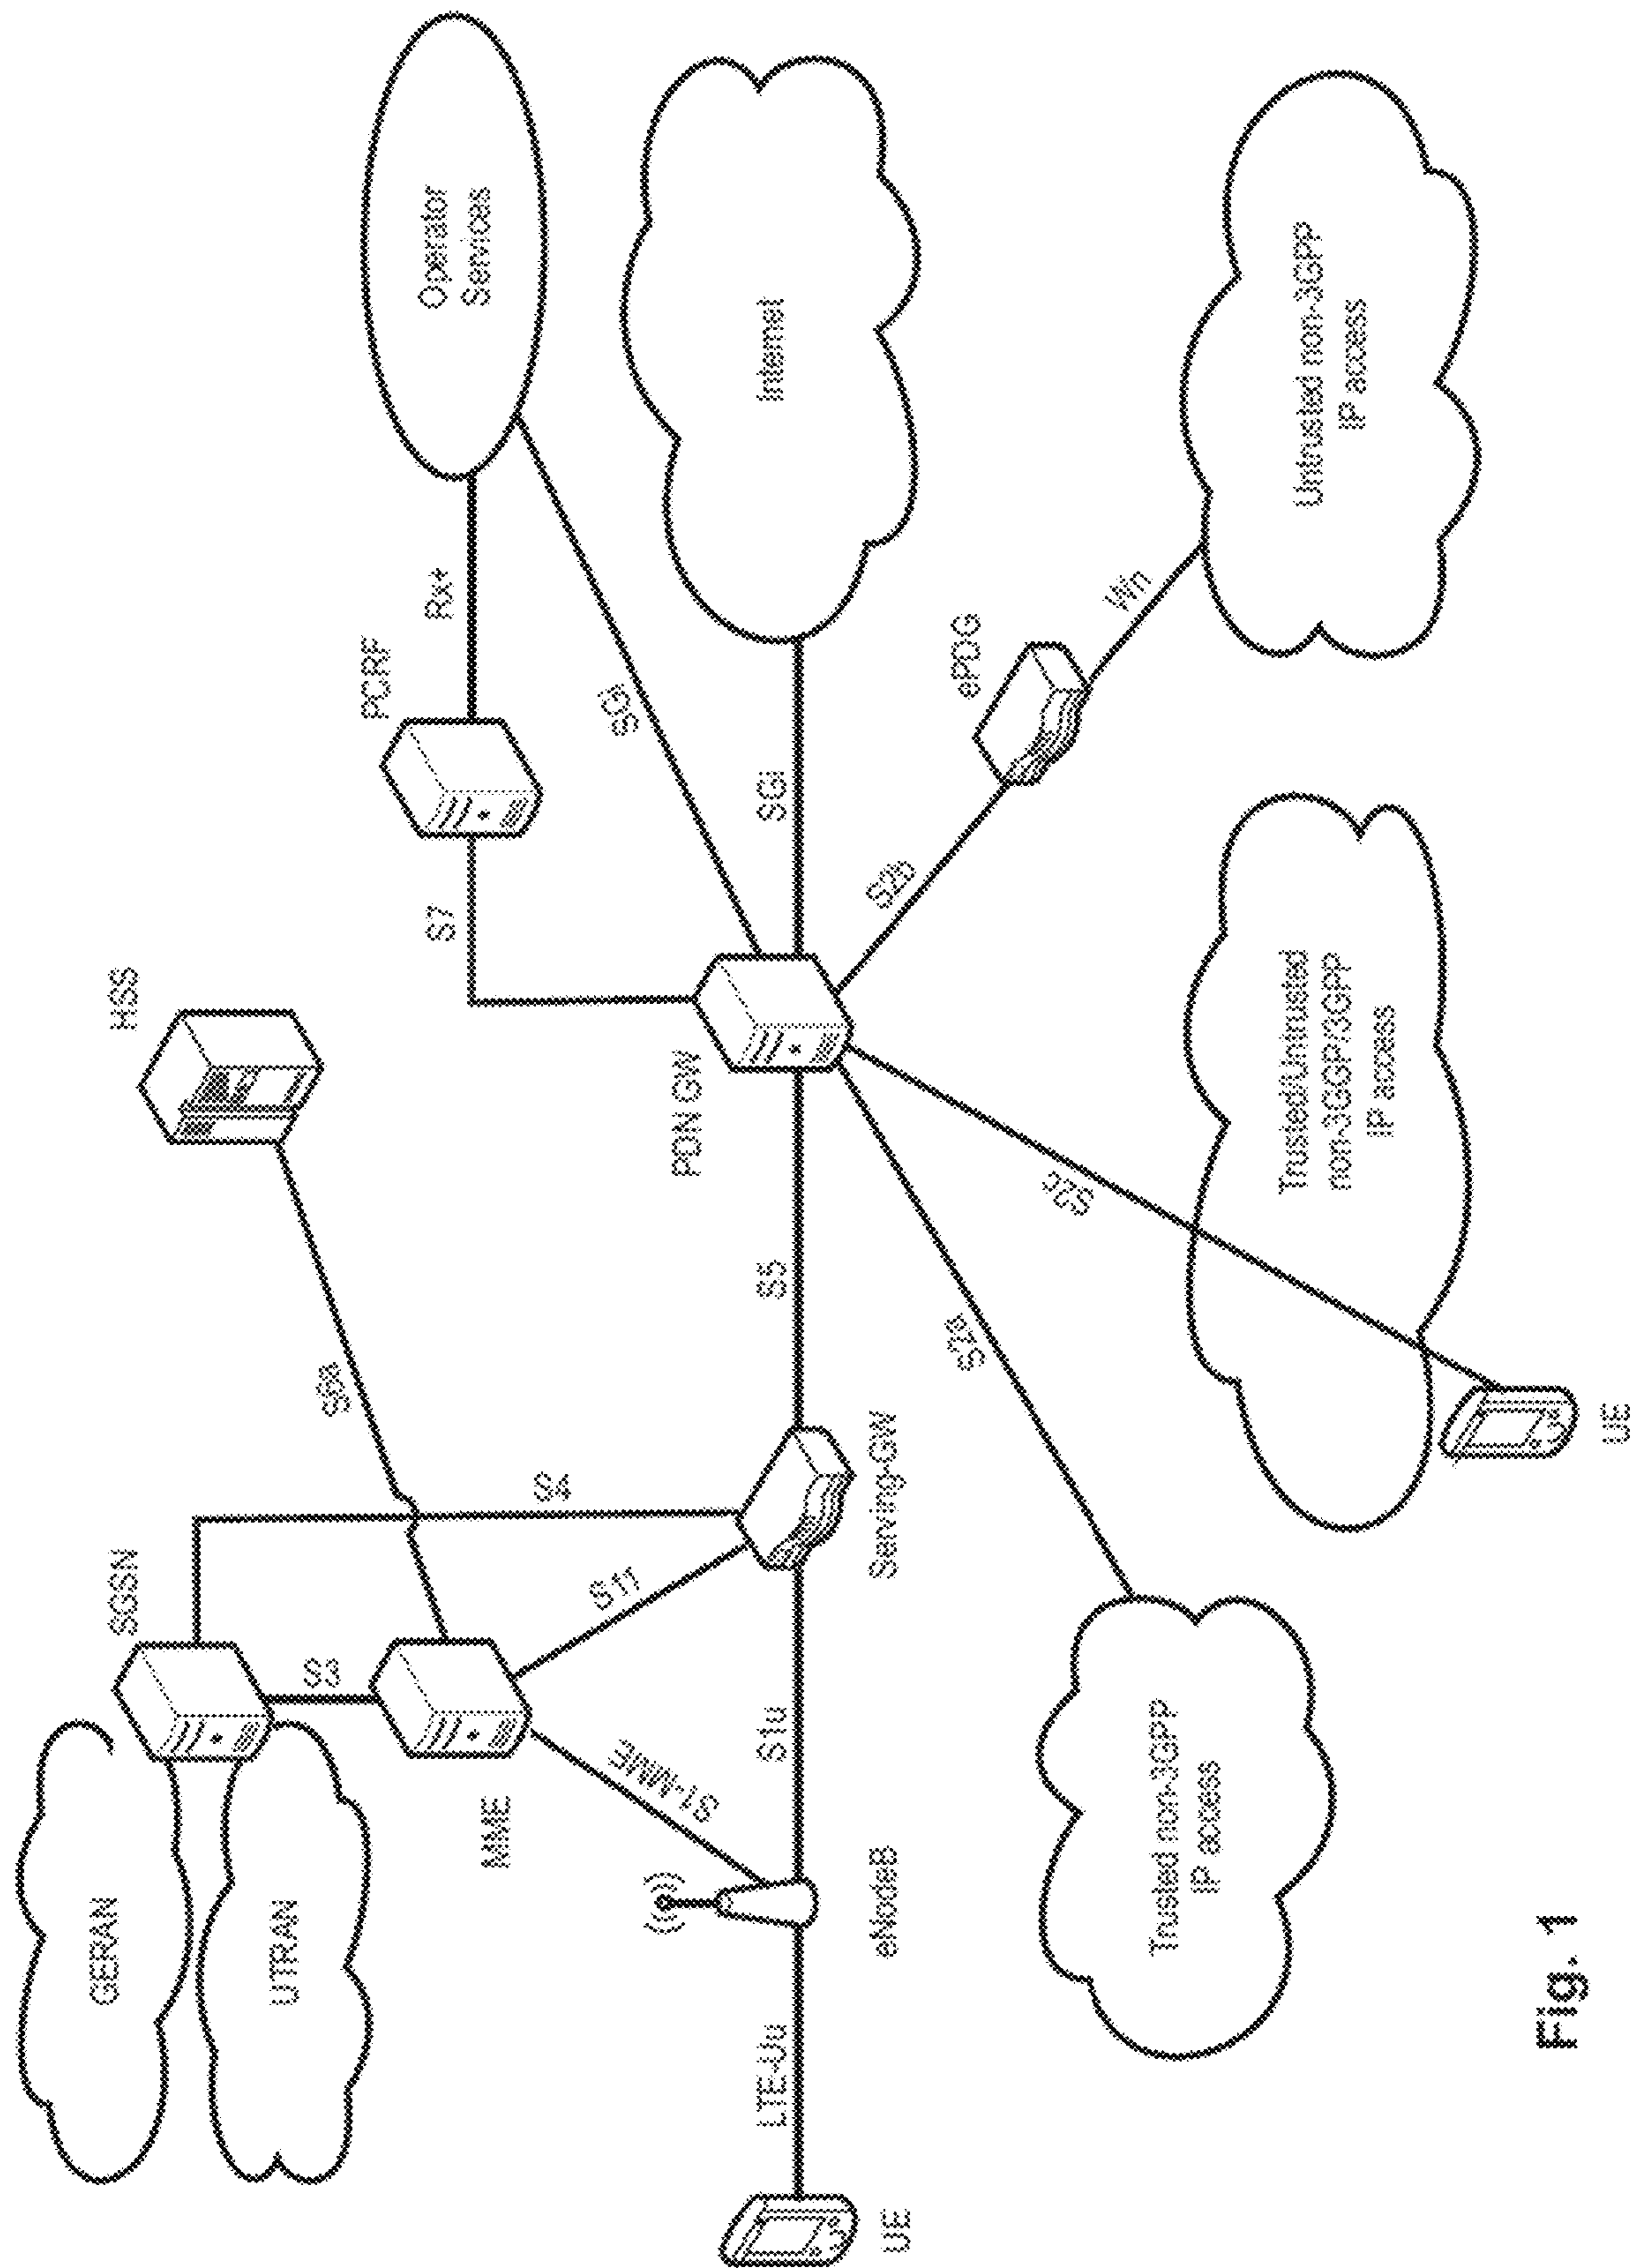 GERAN
SGSN
HSS
UTRAN
S3
S6a
PCRF
Operator
Services
S7
Rx+
MME
S4
S11
SGi
S1-MME
PDN GW
LTE-Uu
S1u
S5
SGi
Internet
UE
eNodeB
Serving-GW
S2b
ePDG
S2a
S2c
Wn
Trusted non-3GPP
IP access
Trusted/Untrusted
non-3GGP/3GPP
IP access
Untrusted non-3GPP
IP access
UE
Fig. 1